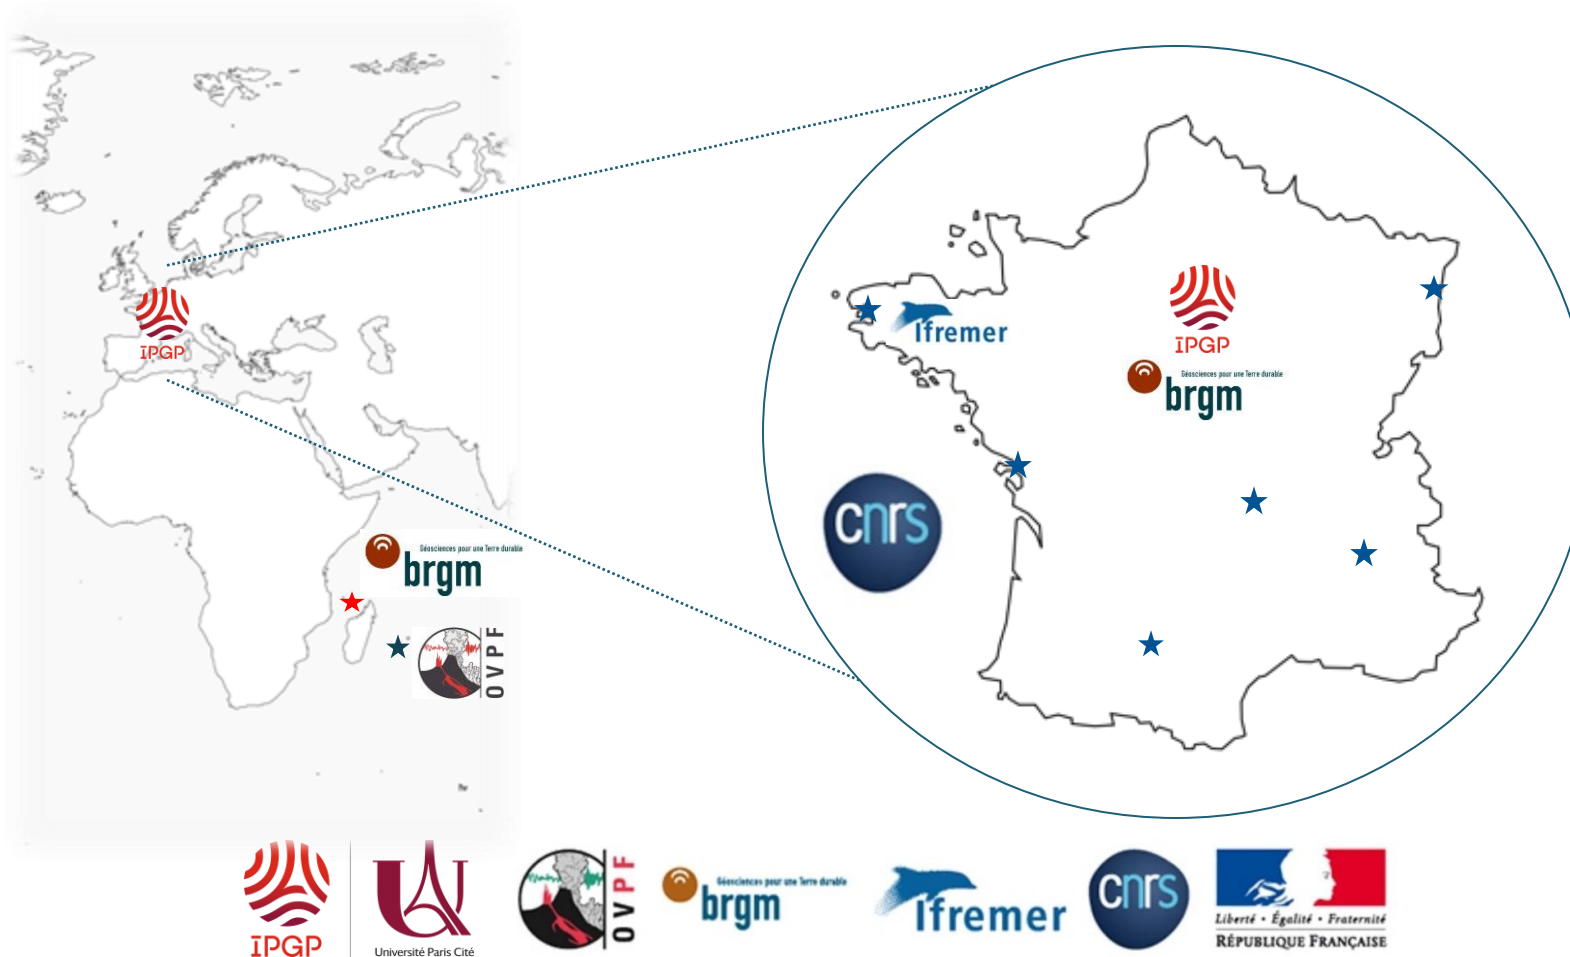 IPGP
Géosciences pour une Terre durable
brgm
OVPF
Ifremer
IPGP
Géosciences pour une Terre durable
brgm
cnrs
IPGP
Université Paris Cité
OVPF
Géosciences pour une Terre durable
brgm
Ifremer
cnrs
Liberté • Égalité • Fraternité
RÉPUBLIQUE FRANÇAISE